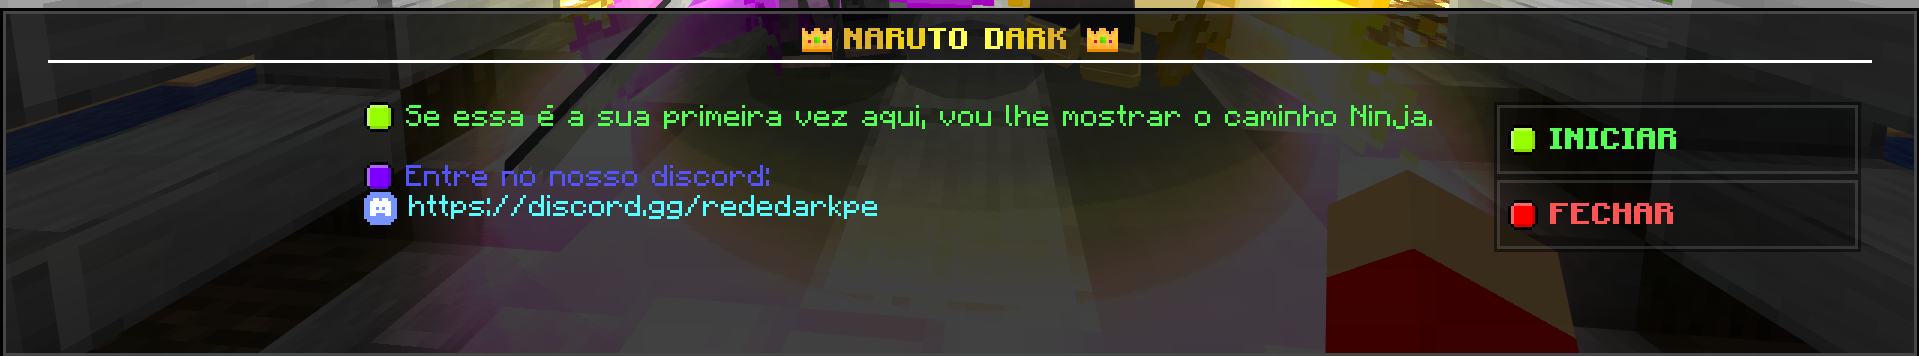 NARUTO DARK
Se essa é a sua primeira vez aqui, vou lhe mostrar o caminho Ninja.
Entre no nosso discord:
https://discord.gg/rededarkpe
INICIAR
FECHAR